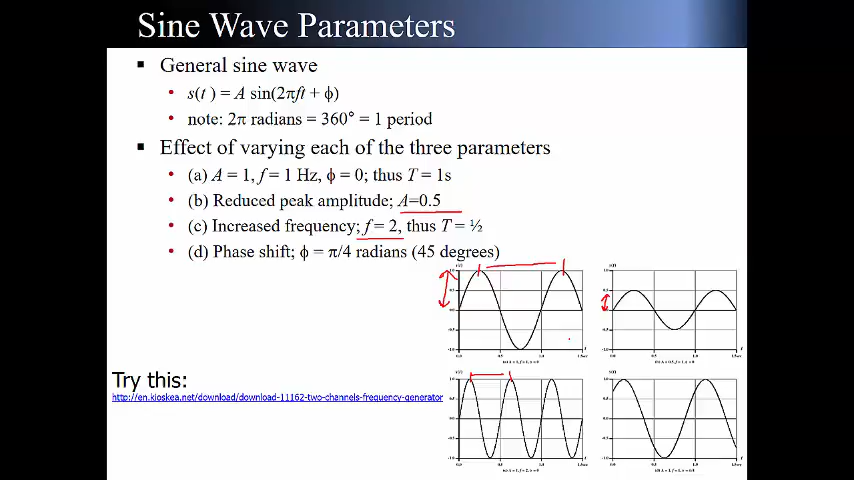 Sine Wave Parameters
▪ General sine wave
• s(t ) = A sin(2πft + ϕ)
• note: 2π radians = 360° = 1 period
▪ Effect of varying each of the three parameters
• (a) A = 1, f = 1 Hz, ϕ = 0; thus T = 1s
• (b) Reduced peak amplitude; A=0.5
• (c) Increased frequency; f = 2, thus T = ½
• (d) Phase shift; ϕ = π/4 radians (45 degrees)
Try this:
http://en.kioskea.net/download/download-11162-two-channels-frequency-generator